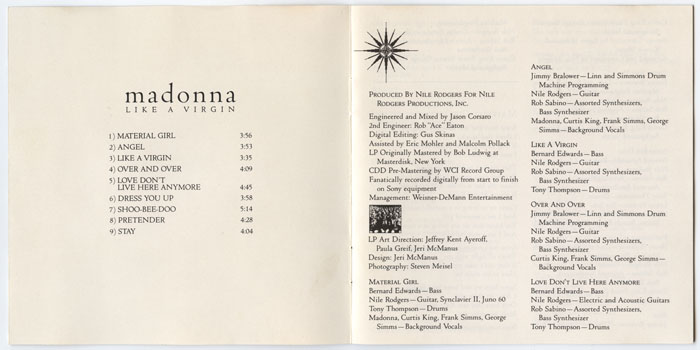 madonna
LIKE A VIRGIN
1) MATERIAL GIRL 3:56
2) ANGEL 3:53
3) LIKE A VIRGIN 3:35
4) OVER AND OVER 4:09
5) LOVE DON'T
LIVE HERE ANYMORE 4:45
6) DRESS YOU UP 3:58
7) SHOO-BEE-DOO 5:14
8) PRETENDER 4:28
9) STAY 4:04
PRODUCED BY NILE RODGERS FOR NILE
RODGERS PRODUCTIONS, INC.
Engineered and Mixed by Jason Corsaro
2nd Engineer: Rob "Ace" Eaton
Digital Editing: Gus Skinas
Assisted by Eric Mohler and Malcolm Pollack
LP Originally Mastered by Bob Ludwig at
Masterdisk, New York
CDD Pre-Mastering by WCI Record Group
Fanatically recorded digitally from start to finish
on Sony equipment
Management: Weisner-DeMann Entertainment
LP Art Direction: Jeffrey Kent Ayeroff,
Paula Greif, Jeri McManus
Design: Jeri McManus
Photography: Steven Meisel
MATERIAL GIRL
Bernard Edwards—Bass
Nile Rodgers—Guitar, Synclavier II, Juno 60
Tony Thompson—Drums
Madonna, Curtis King, Frank Simms, George
Simms—Background Vocals
ANGEL
Jimmy Bralower—Linn and Simmons Drum
Machine Programming
Nile Rodgers—Guitar
Rob Sabino—Assorted Synthesizers,
Bass Synthesizer
Madonna, Curtis King, Frank Simms, George
Simms—Background Vocals
LIKE A VIRGIN
Bernard Edwards—Bass
Nile Rodgers—Guitar
Rob Sabino—Assorted Synthesizers,
Bass Synthesizer
Tony Thompson—Drums
OVER AND OVER
Jimmy Bralower—Linn and Simmons Drum
Machine Programming
Nile Rodgers—Guitar
Rob Sabino—Assorted Synthesizers,
Bass Synthesizer
Curtis King, Frank Simms, George Simms—
Background Vocals
LOVE DON'T LIVE HERE ANYMORE
Bernard Edwards—Bass
Nile Rodgers—Electric and Acoustic Guitars
Rob Sabino—Assorted Synthesizers,
Bass Synthesizer
Tony Thompson—Drums